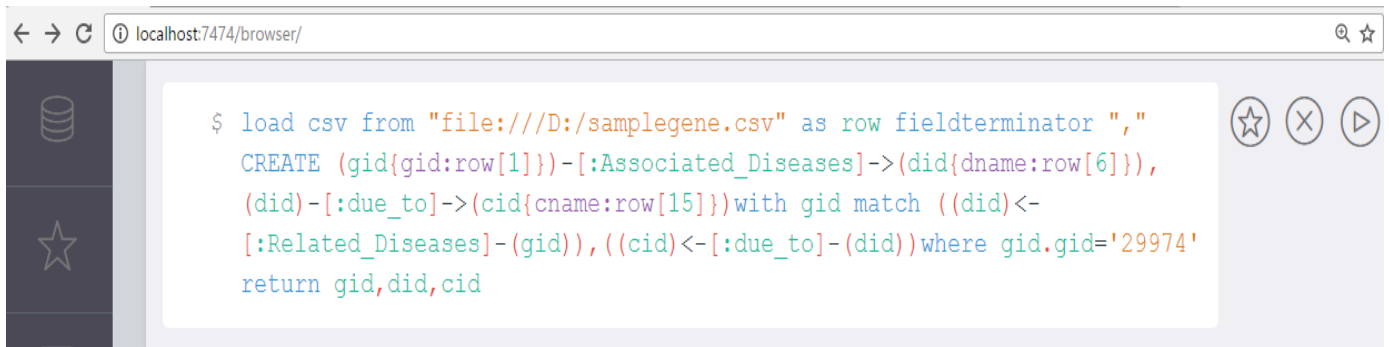 localhost:7474/browser/
$ load csv from "file:///D:/samplegene.csv" as row fieldterminator ","
CREATE (gid{gid:row[1]})-[:Associated_Diseases]->(did{dname:row[6]}),
(did)-[:due_to]->(cid{cname:row[15]})with gid match ((did)<-
[:Related_Diseases]-(gid)),((cid)<-[:due_to]-(did))where gid.gid='29974'
return gid,did,cid